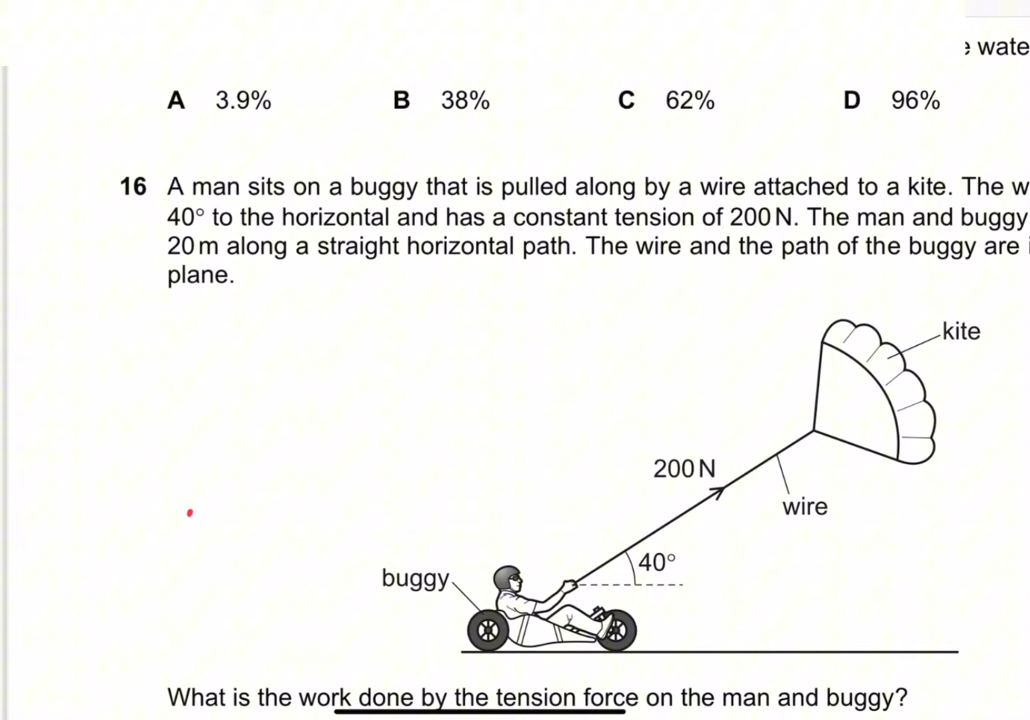 wate
A 3.9% B 38% C 62% D 96%
16 A man sits on a buggy that is pulled along by a wire attached to a kite. The w
40° to the horizontal and has a constant tension of 200 N. The man and buggy
20 m along a straight horizontal path. The wire and the path of the buggy are
plane.
kite
200 N
wire
40°
buggy
What is the work done by the tension force on the man and buggy?